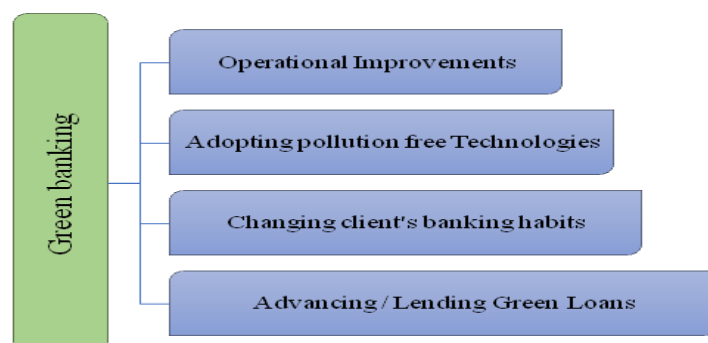 Green banking
Operational Improvements
Adopting pollution free Technologies
Changing client's banking habits
Advancing / Lending Green Loans